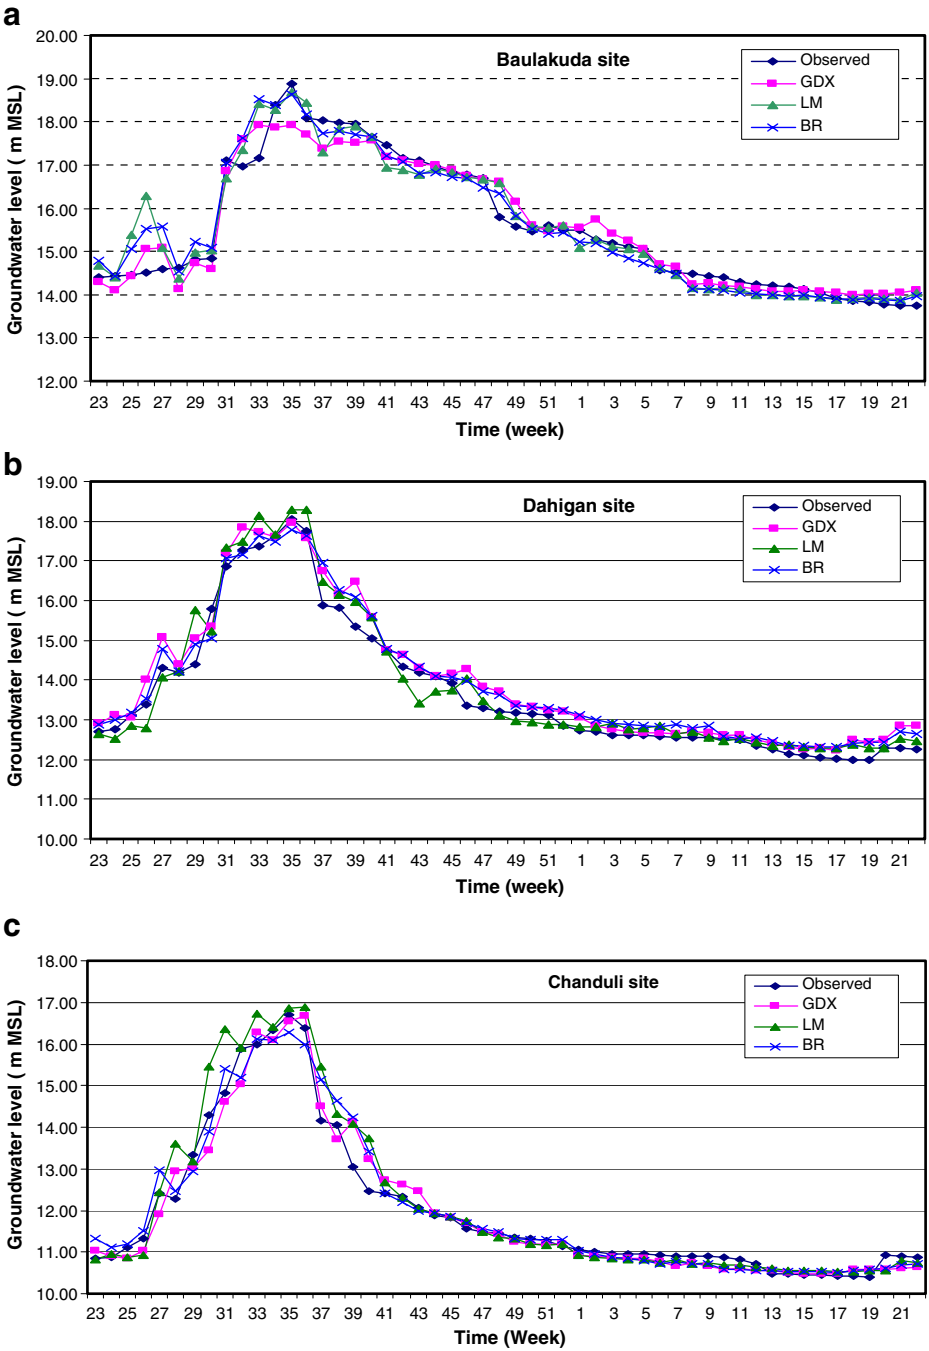 a
20.00
19.00
18.00
17.00
16.00
15.00
14.00
13.00
12.00
Groundwater level ( m MSL)
Baulakuda site
Observed
GDX
LM
BR
23 25 27 29 31 33 35 37 39 41 43 45 47 49 51 1 3 5 7 9 11 13 15 17 19 21
Time (week)
b
19.00
18.00
17.00
16.00
15.00
14.00
13.00
12.00
11.00
10.00
Groundwater level ( m MSL)
Dahigan site
Observed
GDX
LM
BR
23 25 27 29 31 33 35 37 39 41 43 45 47 49 51 1 3 5 7 9 11 13 15 17 19 21
Time (week)
c
18.00
17.00
16.00
15.00
14.00
13.00
12.00
11.00
10.00
Groundwater level ( m MSL)
Chanduli site
Observed
GDX
LM
BR
23 25 27 29 31 33 35 37 39 41 43 45 47 49 51 1 3 5 7 9 11 13 15 17 19 21
Time (Week)